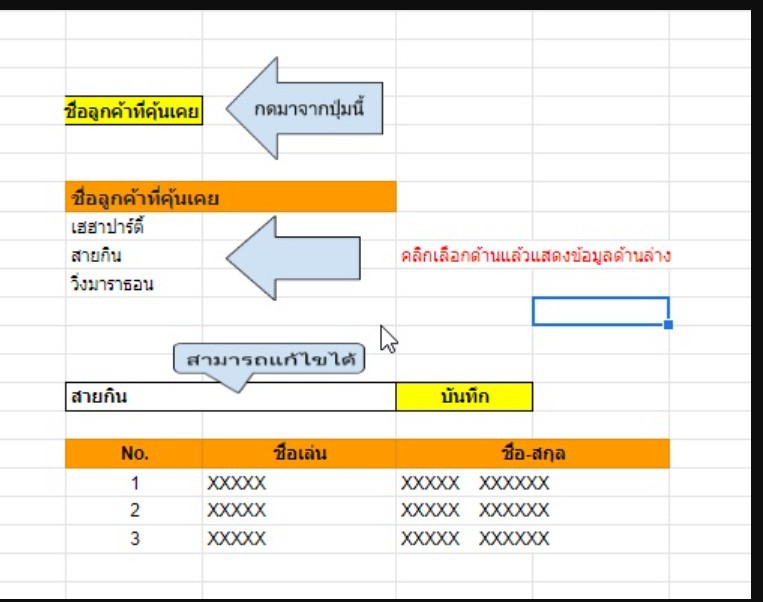 ชื่อลูกค้าที่คุ้นเคย
กดมาจากปุ่มนี้
ชื่อลูกค้าที่คุ้นเคย
เฮฮาปาร์ตี้
สายกิน
คลิกเลือกด้านแล้วแสดงข้อมูลด้านล่าง
วิ่งมาราธอน
สามารถแก้ไขได้
สายกิน บันทึก
No. ชื่อเล่น ชื่อ-สกุล
1 XXXXX XXXXX XXXXXX
2 XXXXX XXXXX XXXXXX
3 XXXXX XXXXX XXXXXX